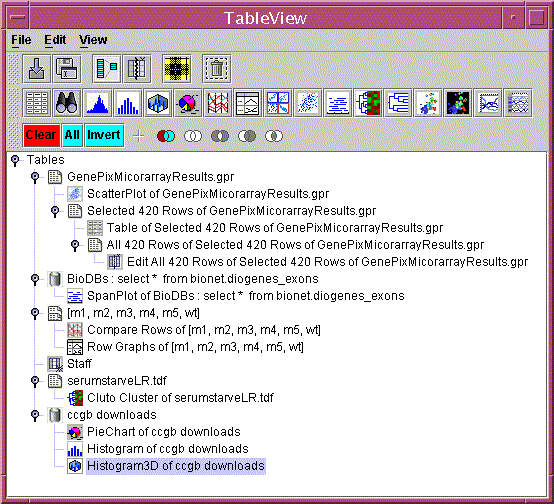 TableView
File Edit View
Clear All Invert
Tables
GenePixMicorarrayResults.gpr
ScatterPlot of GenePixMicorarrayResults.gpr
Selected 420 Rows of GenePixMicorarrayResults.gpr
Table of Selected 420 Rows of GenePixMicorarrayResults.gpr
All 420 Rows of Selected 420 Rows of GenePixMicorarrayResults.gpr
Edit All 420 Rows of Selected 420 Rows of GenePixMicorarrayResults.gpr
BioDBs : select * from bionet.diogenes_exons
SpanPlot of BioDBs : select * from bionet.diogenes_exons
[m1, m2, m3, m4, m5, wt]
Compare Rows of [m1, m2, m3, m4, m5, wt]
Row Graphs of [m1, m2, m3, m4, m5, wt]
Staff
serumstarveLR.tdf
Cluto Cluster of serumstarveLR.tdf
ccgb downloads
PieChart of ccgb downloads
Histogram of ccgb downloads
Histogram3D of ccgb downloads